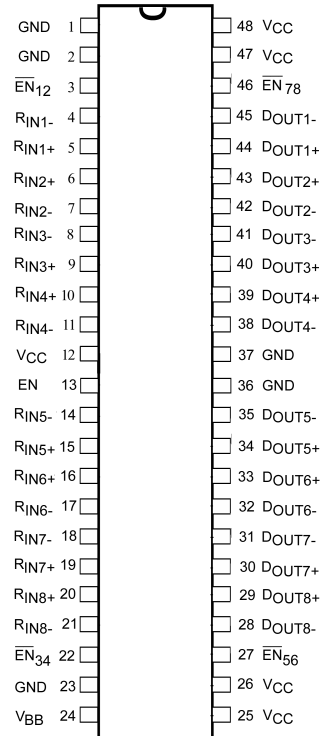 GND 1 48 VCC
GND 2 47 VCC
E̅N̅12 3 46 E̅N̅78
RIN1- 4 45 DOUT1-
RIN1+ 5 44 DOUT1+
RIN2+ 6 43 DOUT2+
RIN2- 7 42 DOUT2-
RIN3- 8 41 DOUT3-
RIN3+ 9 40 DOUT3+
RIN4+ 10 39 DOUT4+
RIN4- 11 38 DOUT4-
VCC 12 37 GND
EN 13 36 GND
RIN5- 14 35 DOUT5-
RIN5+ 15 34 DOUT5+
RIN6+ 16 33 DOUT6+
RIN6- 17 32 DOUT6-
RIN7- 18 31 DOUT7-
RIN7+ 19 30 DOUT7+
RIN8+ 20 29 DOUT8+
RIN8- 21 28 DOUT8-
E̅N̅34 22 27 E̅N̅56
GND 23 26 VCC
VBB 24 25 VCC